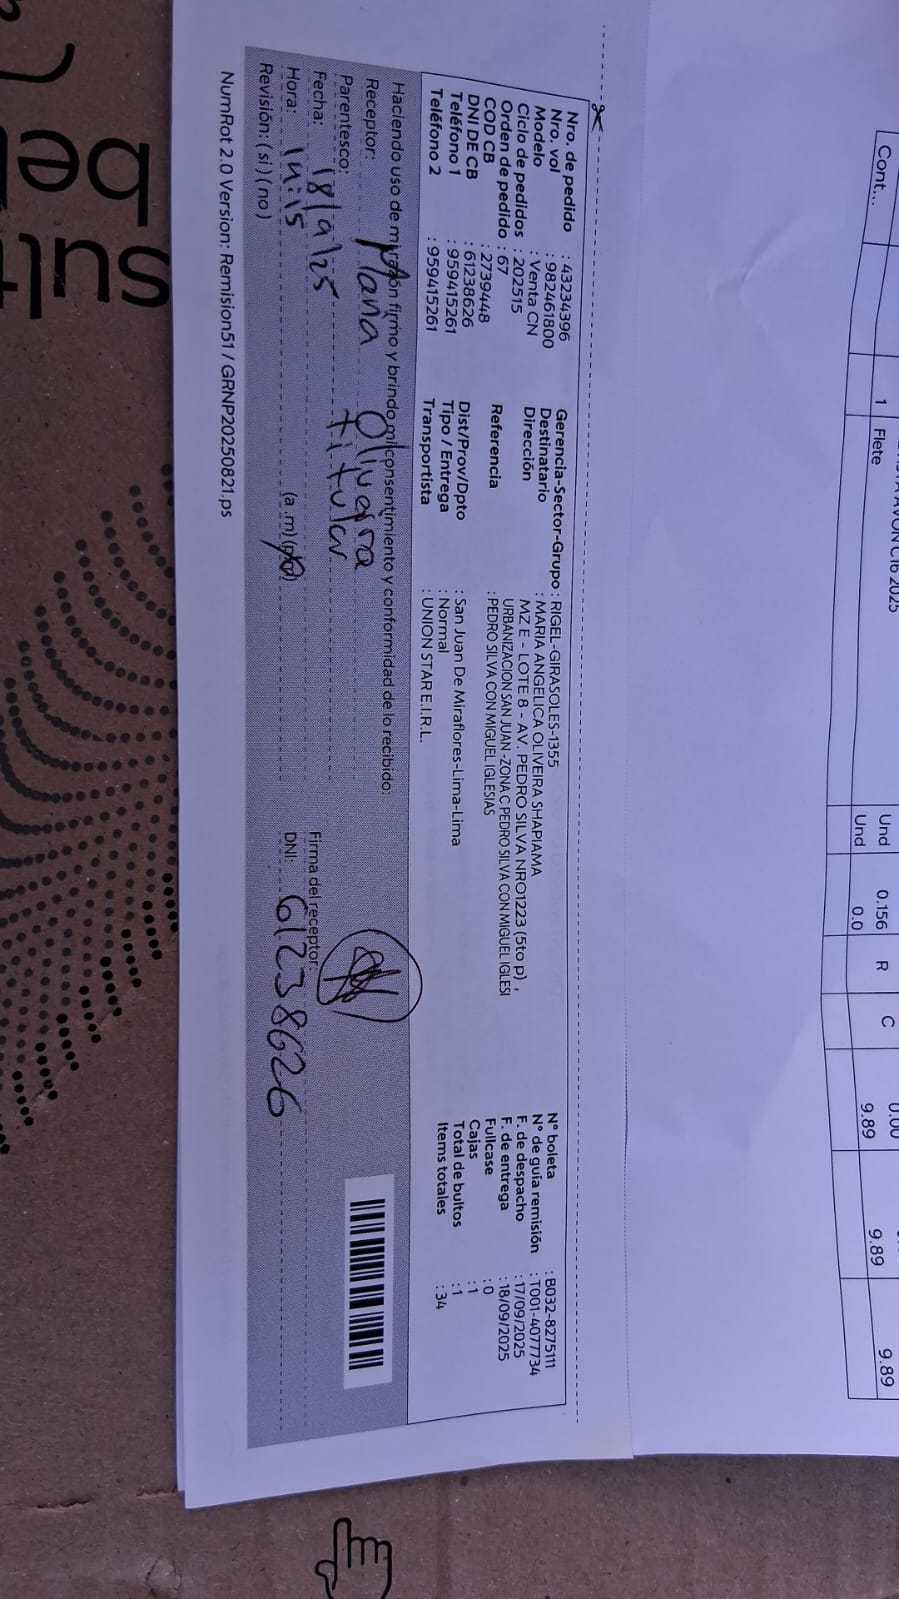 Cont...
1 Flete Und 0.156 R C 9.89 9.89 9.89
Und 0.0
Nro. de pedido : 43234396
Nro. vol : 982461800
Modelo : Venta CN
Ciclo de pedidos : 202515
Orden de pedido : 67
COD CB : 2739448
DNI DE CB : 61238626
Teléfono 1 : 959415261
Teléfono 2 : 959415261
Gerencia-Sector-Grupo : RIGEL-GIRASOLES-1355
Destinatario : MARIA ANGELICA OLIVEIRA SHAPIAMA
Dirección MZ E - LOTE 8 - AV. PEDRO SILVA NRO1223 (5to p) ,
URBANIZACION SAN JUAN -ZONA C PEDRO SILVA CON MIGUEL IGLESI
Referencia : PEDRO SILVA CON MIGUEL IGLESIAS
Dist/Prov/Dpto : San Juan De Miraflores-Lima-Lima
Tipo / Entrega : Normal
Transportista : UNION STAR E.I.R.L.
N° boleta : B032-8275111
N° de guía remisión : T001-4077734
F. de despacho : 17/09/2025
F. de entrega : 18/09/2025
Fullcase : 0
Cajas : 1
Total de bultos : 1
Items totales : 34
Haciendo uso de mi razón firmo y brindo mi consentimiento y conformidad de lo recibido:
Receptor: Maria Oliveira
Parentesco: titular
Fecha: 18/9/25
Hora: 14:15 (a .m)
Revisión: ( si ) ( no )
Firma del receptor:
DNI: 61238626
NumRot 2.0 Version: Remision51 / GRNP20250821.ps